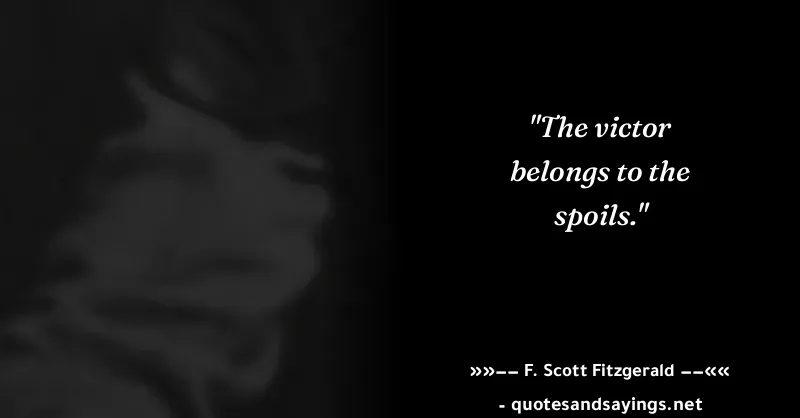 "The victor
belongs to the
spoils."
»»−− F. Scott Fitzgerald −−««
- quotesandsayings.net